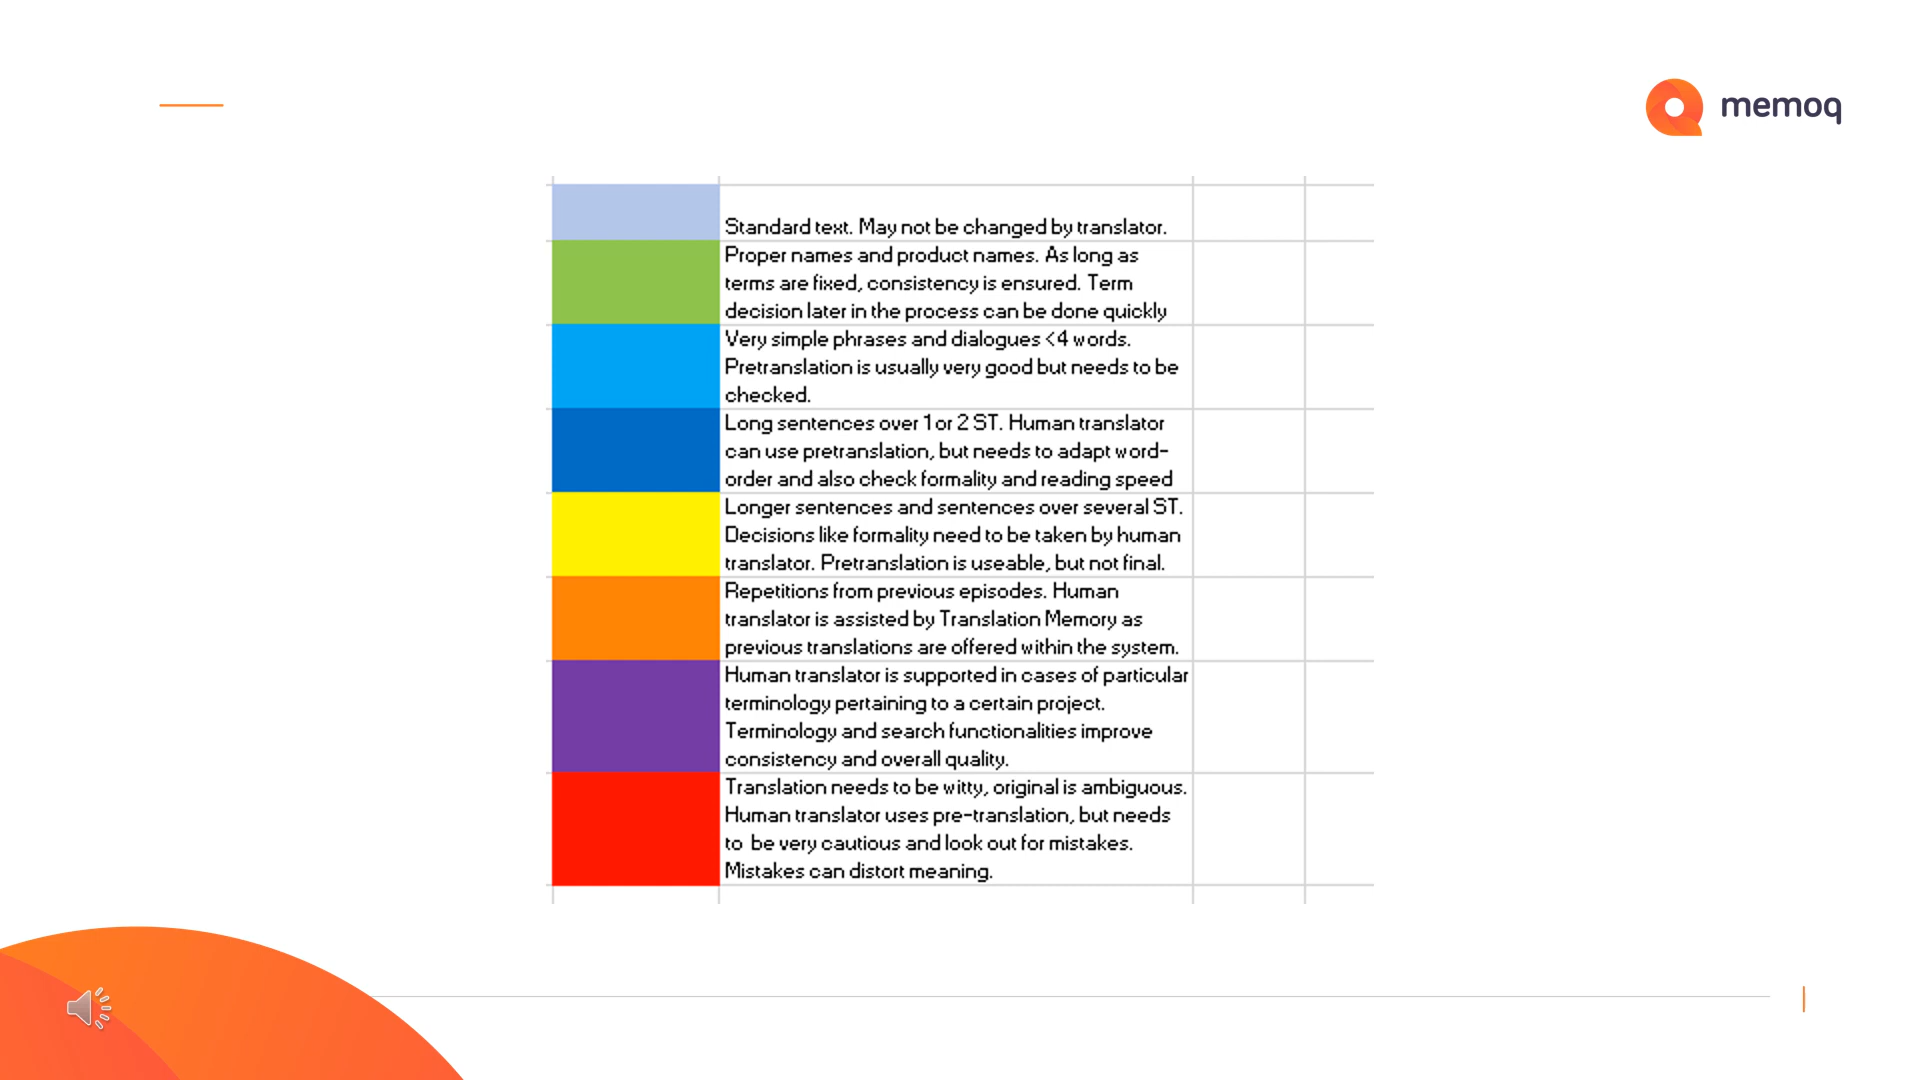 memoq
Standard text. May not be changed by translator.
Proper names and product names. As long as
terms are fixed, consistency is ensured. Term
decision later in the process can be done quickly
Very simple phrases and dialogues <4 words.
Pretranslation is usually very good but needs to be
checked.
Long sentences over 1 or 2 ST. Human translator
can use pretranslation, but needs to adapt word-
order and also check formality and reading speed
Longer sentences and sentences over several ST.
Decisions like formality need to be taken by human
translator. Pretranslation is useable, but not final.
Repetitions from previous episodes. Human
translator is assisted by Translation Memory as
previous translations are offered within the system.
Human translator is supported in cases of particular
terminology pertaining to a certain project.
Terminology and search functionalities improve
consistency and overall quality.
Translation needs to be witty, original is ambiguous.
Human translator uses pre-translation, but needs
to be very cautious and look out for mistakes.
Mistakes can distort meaning.